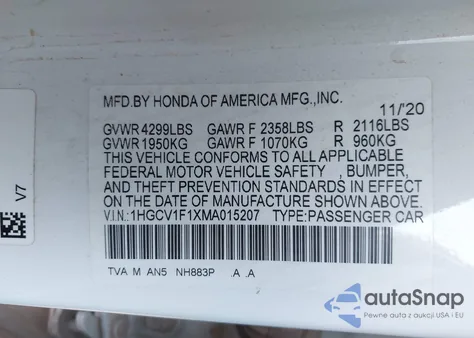 MFD.BY HONDA OF AMERICA MFG.,INC.
11/'20
GVWR 4299LBS GAWR F 2358LBS R 2116LBS
GVWR 1950KG GAWR F 1070KG R 960KG
THIS VEHICLE CONFORMS TO ALL APPLICABLE
FEDERAL MOTOR VEHICLE SAFETY , BUMPER,
AND THEFT PREVENTION STANDARDS IN EFFECT
ON THE DATE OF MANUFACTURE SHOWN ABOVE.
V.I.N.:1HGCV1F1XMA015207 TYPE:PASSENGER CAR
TVA M AN5 NH883P .A .A
V7
autoSnap
Pewne auta z aukcji w USA